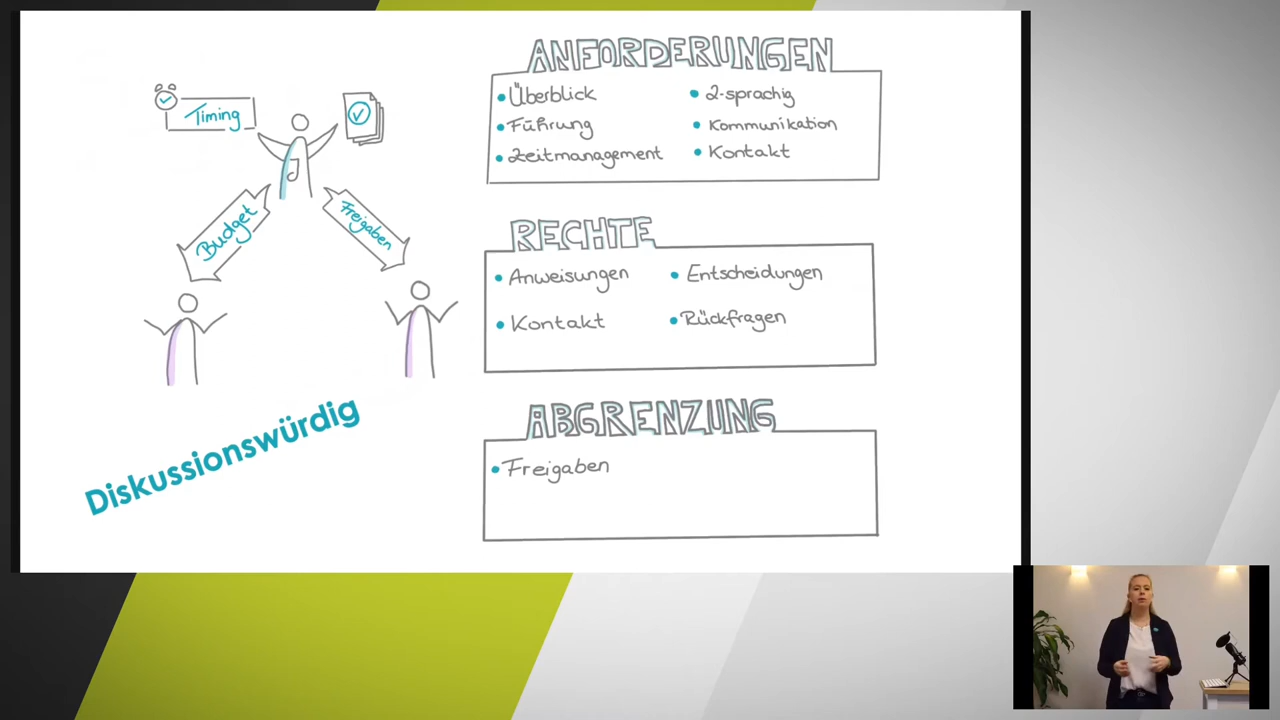 Timing
Budget
Freigaben
Diskussionswürdig
ANFORDERUNGEN
• Überblick
• Führung
• Zeitmanagement
• 2-sprachig
• Kommunikation
• Kontakt
RECHTE
• Anweisungen
• Entscheidungen
• Kontakt
• Rückfragen
ABGRENZUNG
• Freigaben